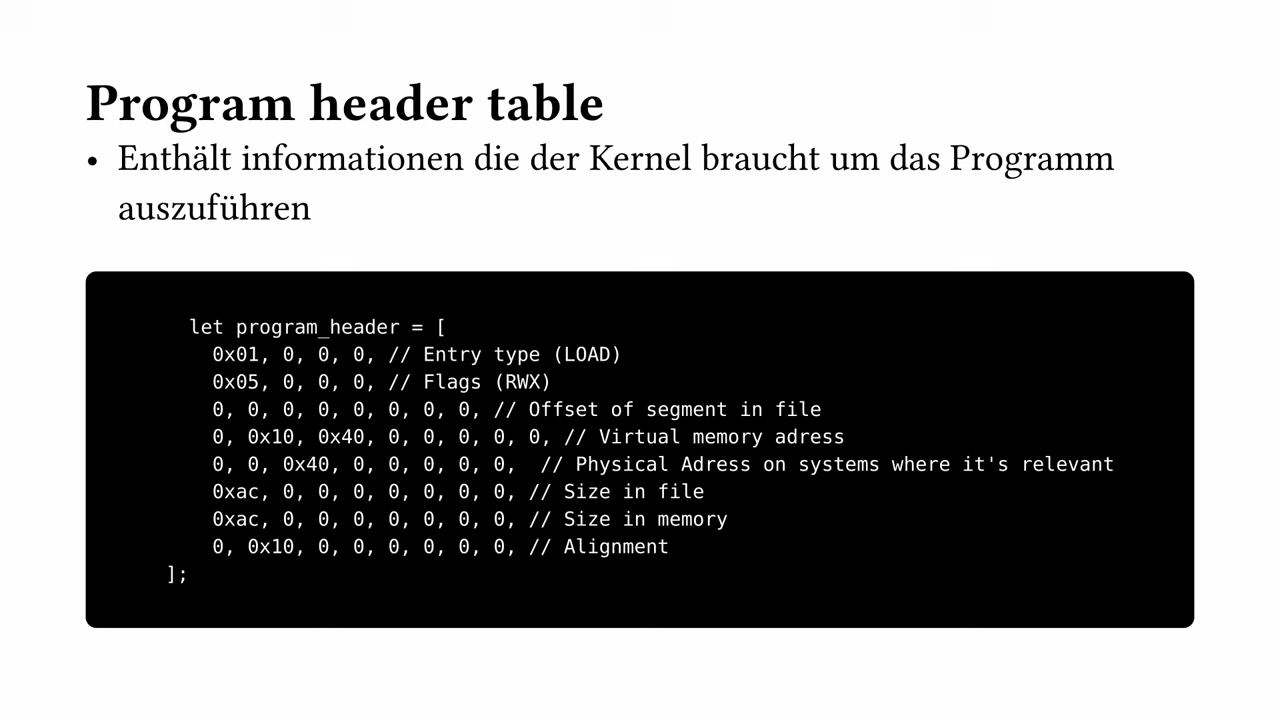 Program header table
• Enthält informationen die der Kernel braucht um das Programm
auszuführen
let program_header = [
0x01, 0, 0, 0, // Entry type (LOAD)
0x05, 0, 0, 0, // Flags (RWX)
0, 0, 0, 0, 0, 0, 0, 0, // Offset of segment in file
0, 0x10, 0x40, 0, 0, 0, 0, 0, // Virtual memory adress
0, 0, 0x40, 0, 0, 0, 0, 0,  // Physical Adress on systems where it's relevant
0xac, 0, 0, 0, 0, 0, 0, 0, // Size in file
0xac, 0, 0, 0, 0, 0, 0, 0, // Size in memory
0, 0x10, 0, 0, 0, 0, 0, 0, // Alignment
];